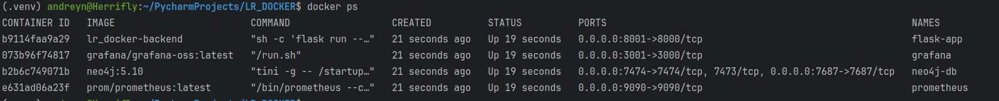 (.venv) andreyn@Herrifly:~/PycharmProjects/LR_DOCKER$ docker ps
CONTAINER ID   IMAGE                        COMMAND                  CREATED          STATUS          PORTS                                                      NAMES
b9114faa9a29   lr_docker-backend            "sh -c 'flask run --…"   21 seconds ago   Up 19 seconds   0.0.0.0:8001->8000/tcp                                     flask-app
073b96f74817   grafana/grafana-oss:latest   "/run.sh"                21 seconds ago   Up 19 seconds   0.0.0.0:3001->3000/tcp                                     grafana
b2b6c749071b   neo4j:5.10                   "tini -g -- /startup…"   21 seconds ago   Up 19 seconds   0.0.0.0:7474->7474/tcp, 7473/tcp, 0.0.0.0:7687->7687/tcp   neo4j-db
e631ad06a23f   prom/prometheus:latest       "/bin/prometheus --c…"   21 seconds ago   Up 19 seconds   0.0.0.0:9090->9090/tcp                                     prometheus